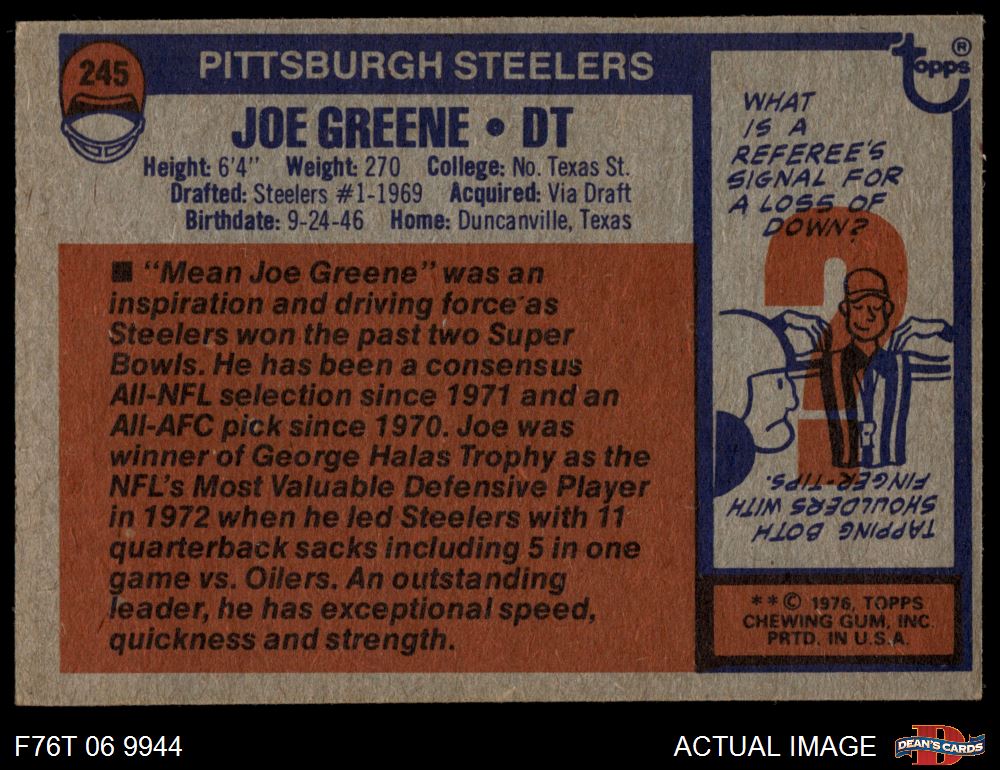 245
PITTSBURGH STEELERS
JOE GREENE • DT
Height: 6'4" Weight: 270 College: No. Texas St.
Drafted: Steelers #1-1969 Acquired: Via Draft
Birthdate: 9-24-46 Home: Duncanville, Texas
■ "Mean Joe Greene" was an
inspiration and driving force as
Steelers won the past two Super
Bowls. He has been a consensus
All-NFL selection since 1971 and an
All-AFC pick since 1970. Joe was
winner of George Halas Trophy as the
NFL's Most Valuable Defensive Player
in 1972 when he led Steelers with 11
quarterback sacks including 5 in one
game vs. Oilers. An outstanding
leader, he has exceptional speed,
quickness and strength.
topps®
WHAT
IS A
REFEREE'S
SIGNAL FOR
A LOSS OF
DOWN?
?
TAPPING BOTH
SHOULDERS WITH
FINGER-TIPS.
**© 1976, TOPPS
CHEWING GUM, INC.
PRTD. IN U.S.A.
F76T 06 9944
ACTUAL IMAGE
D
DEAN'S CARDS